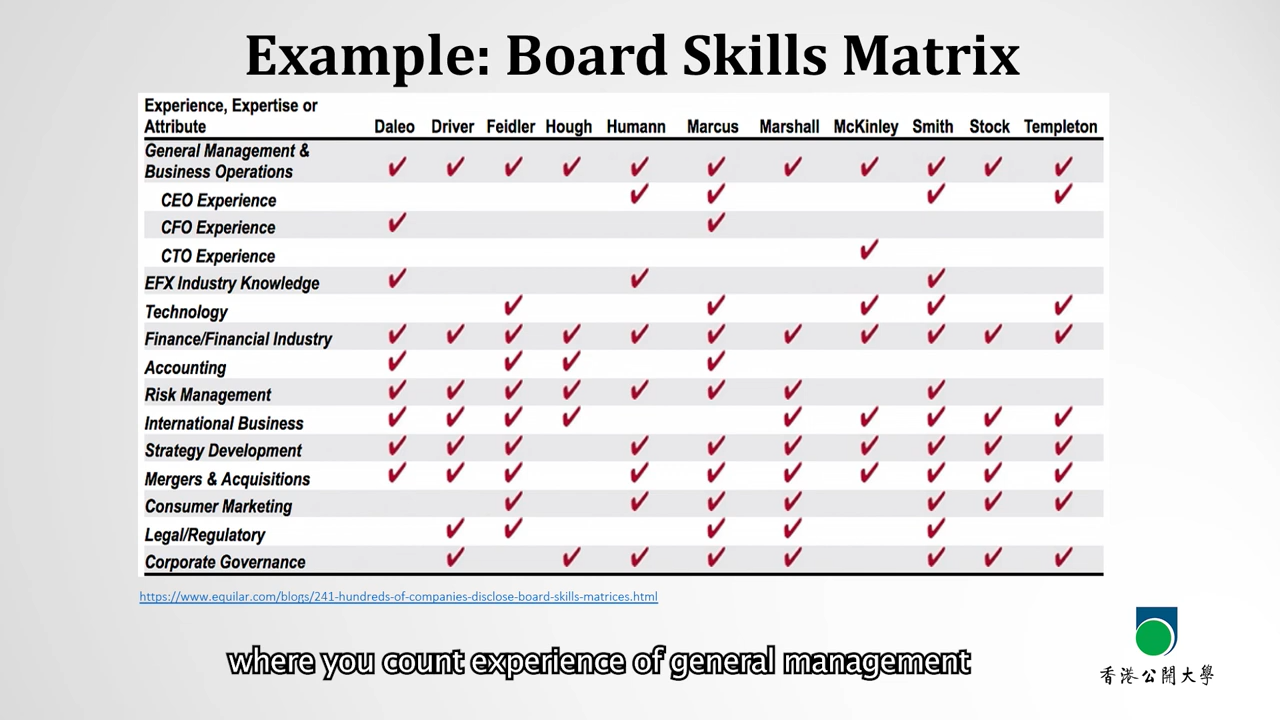 Example: Board Skills Matrix
Experience, Expertise or
Attribute Daleo Driver Feidler Hough Humann Marcus Marshall McKinley Smith Stock Templeton
General Management &
Business Operations ✓ ✓ ✓ ✓ ✓ ✓ ✓ ✓ ✓ ✓ ✓
CEO Experience ✓ ✓ ✓ ✓
CFO Experience ✓ ✓
CTO Experience ✓
EFX Industry Knowledge ✓ ✓ ✓
Technology ✓ ✓ ✓ ✓ ✓
Finance/Financial Industry ✓ ✓ ✓ ✓ ✓ ✓ ✓ ✓ ✓ ✓ ✓
Accounting ✓ ✓ ✓ ✓
Risk Management ✓ ✓ ✓ ✓ ✓ ✓ ✓ ✓
International Business ✓ ✓ ✓ ✓ ✓ ✓ ✓ ✓ ✓
Strategy Development ✓ ✓ ✓ ✓ ✓ ✓ ✓ ✓ ✓ ✓
Mergers & Acquisitions ✓ ✓ ✓ ✓ ✓ ✓ ✓ ✓ ✓ ✓
Consumer Marketing ✓ ✓ ✓ ✓ ✓ ✓ ✓
Legal/Regulatory ✓ ✓ ✓ ✓ ✓
Corporate Governance ✓ ✓ ✓ ✓ ✓ ✓ ✓ ✓
https://www.equilar.com/blogs/241-hundreds-of-companies-disclose-board-skills-matrices.html
where you count experience of general management
香港公開大學